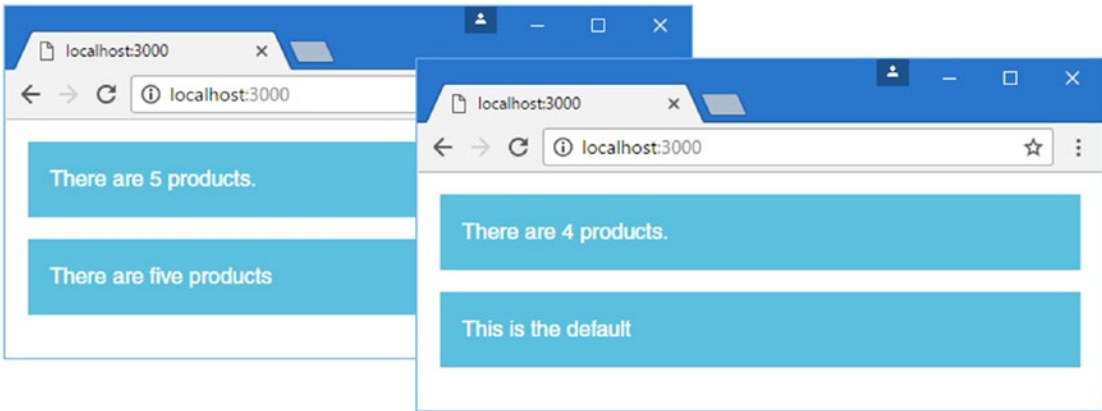 localhost:3000
localhost:3000
There are 5 products.
There are five products
localhost:3000
localhost:3000
There are 4 products.
This is the default